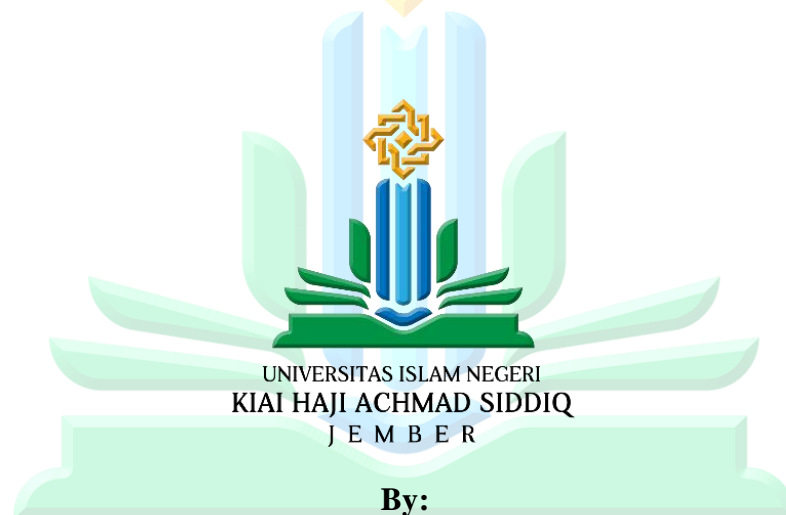 UNIVERSITAS ISLAM NEGERI
KIAI HAJI ACHMAD SIDDIQ
J E M B E R
By: